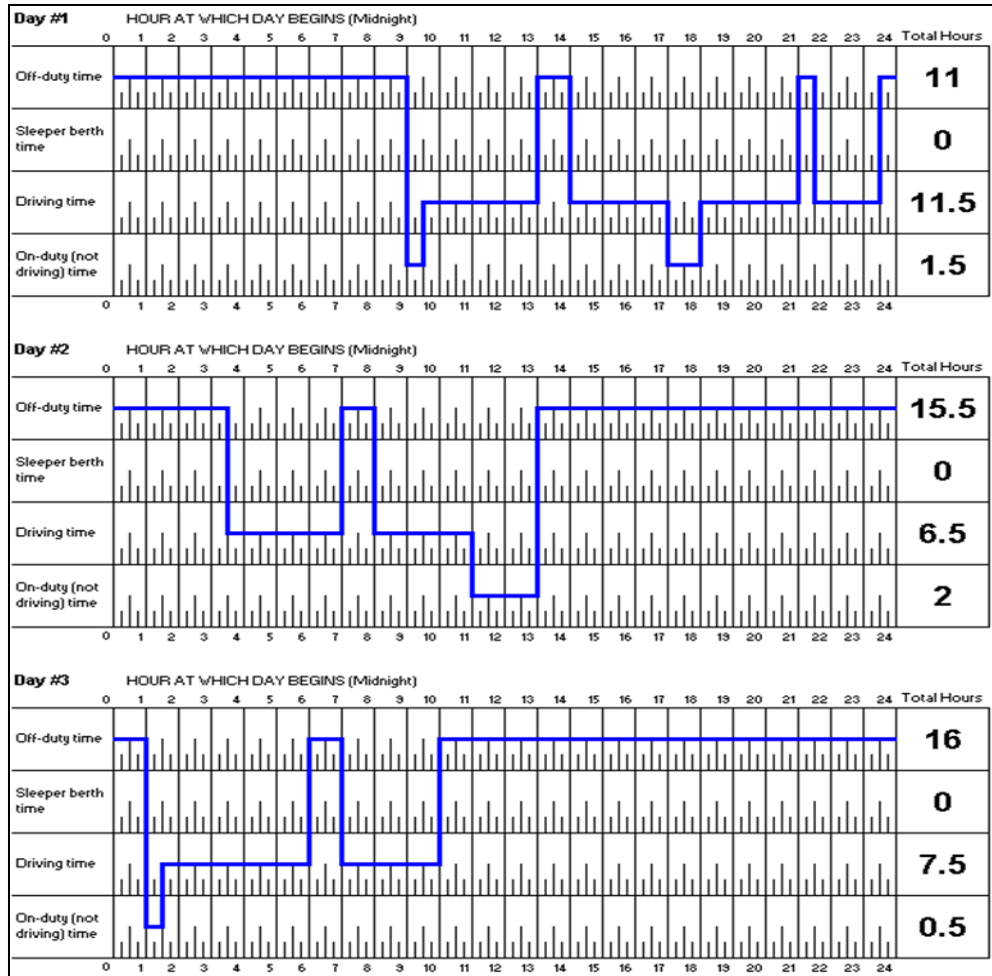 Day #1 HOUR AT WHICH DAY BEGINS (Midnight)
0 1 2 3 4 5 6 7 8 9 10 11 12 13 14 15 16 17 18 19 20 21 22 23 24 Total Hours
Off-duty time 11
Sleeper berth
time 0
Driving time 11.5
On-duty (not
driving) time 1.5
0 1 2 3 4 5 6 7 8 9 10 11 12 13 14 15 16 17 18 19 20 21 22 23 24
Day #2 HOUR AT WHICH DAY BEGINS (Midnight)
0 1 2 3 4 5 6 7 8 9 10 11 12 13 14 15 16 17 18 19 20 21 22 23 24 Total Hours
Off-duty time 15.5
Sleeper berth
time 0
Driving time 6.5
On-duty (not
driving) time 2
0 1 2 3 4 5 6 7 8 9 10 11 12 13 14 15 16 17 18 19 20 21 22 23 24
Day #3 HOUR AT WHICH DAY BEGINS (Midnight)
0 1 2 3 4 5 6 7 8 9 10 11 12 13 14 15 16 17 18 19 20 21 22 23 24 Total Hours
Off-duty time 16
Sleeper berth
time 0
Driving time 7.5
On-duty (not
driving) time 0.5
0 1 2 3 4 5 6 7 8 9 10 11 12 13 14 15 16 17 18 19 20 21 22 23 24